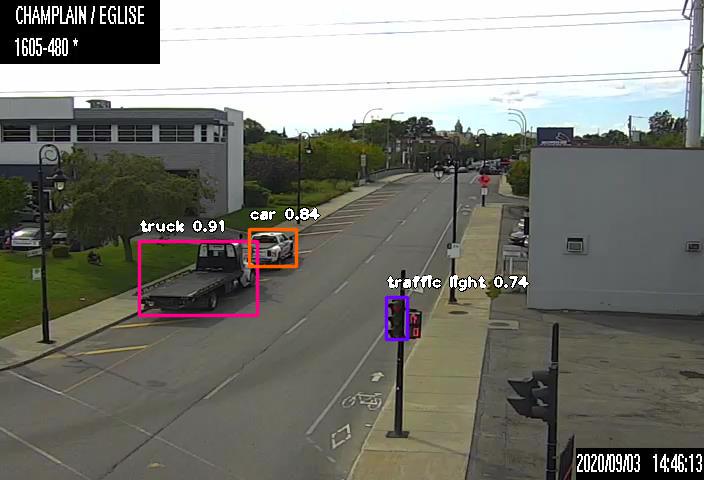 CHAMPLAIN / EGLISE
1605-480 *
car 0.84
truck 0.91
traffic light 0.74
2020/09/03 14:46:13